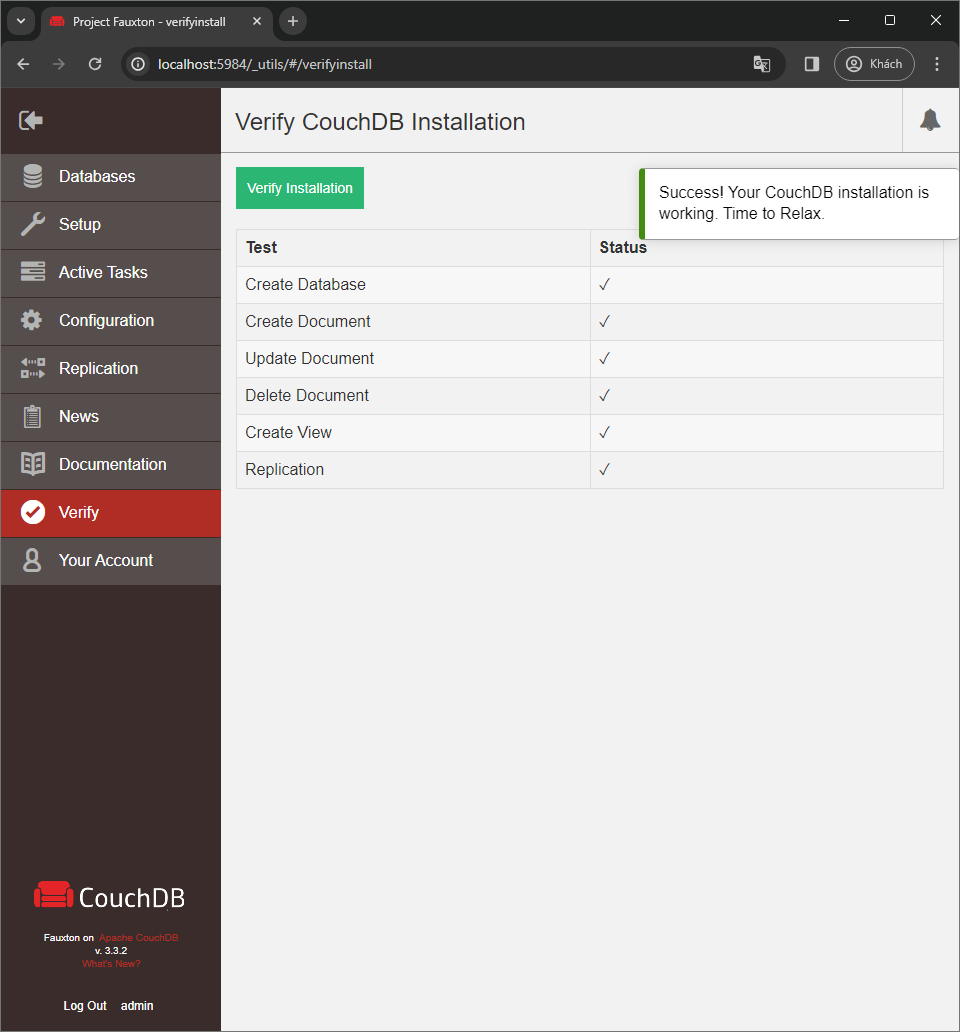 Project Fauxton - verifyinstall
localhost:5984/_utils/#/verifyinstall
Khách
Verify CouchDB Installation
Databases
Setup
Active Tasks
Configuration
Replication
News
Documentation
Verify
Your Account
Verify Installation
Success! Your CouchDB installation is
working. Time to Relax.
Test Status
Create Database ✓
Create Document ✓
Update Document ✓
Delete Document ✓
Create View ✓
Replication ✓
CouchDB
Fauxton on Apache CouchDB
v. 3.3.2
What's New?
Log Out admin